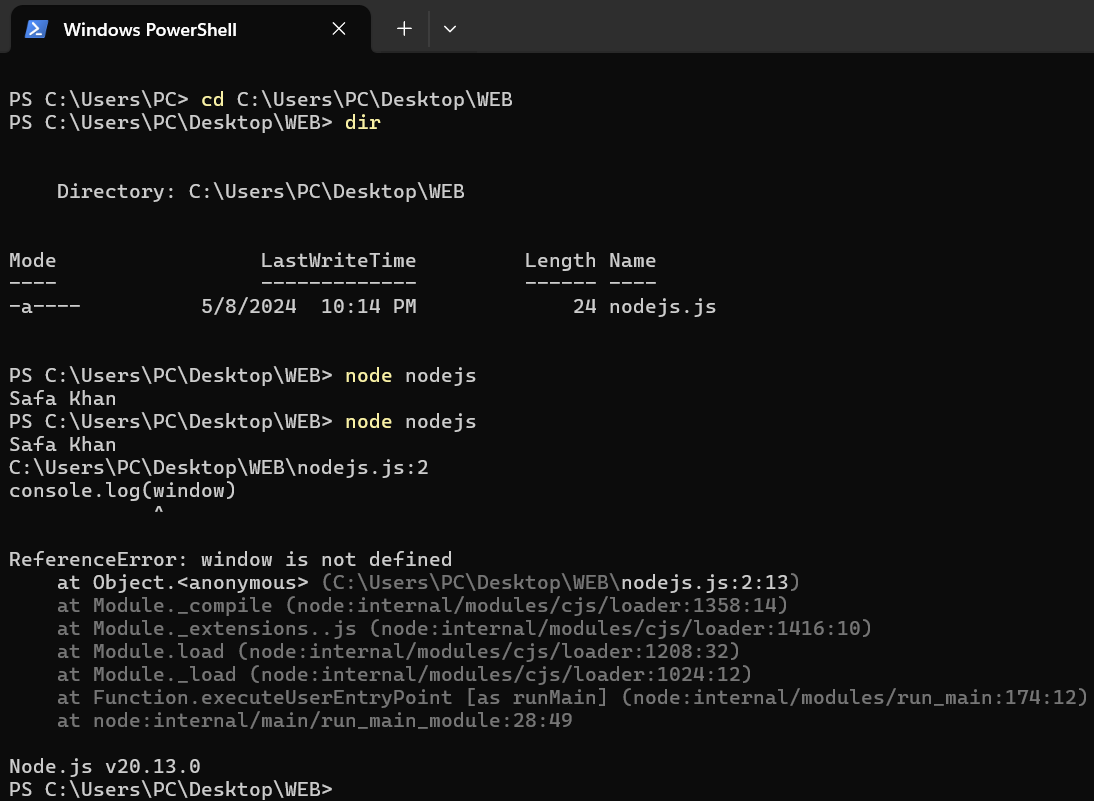 Windows PowerShell
PS C:\Users\PC> cd C:\Users\PC\Desktop\WEB
PS C:\Users\PC\Desktop\WEB> dir
    Directory: C:\Users\PC\Desktop\WEB
Mode                 LastWriteTime         Length Name
----                 -------------         ------ ----
-a----          5/8/2024  10:14 PM             24 nodejs.js
PS C:\Users\PC\Desktop\WEB> node nodejs
Safa Khan
PS C:\Users\PC\Desktop\WEB> node nodejs
Safa Khan
C:\Users\PC\Desktop\WEB\nodejs.js:2
console.log(window)
            ^
ReferenceError: window is not defined
    at Object.<anonymous> (C:\Users\PC\Desktop\WEB\nodejs.js:2:13)
    at Module._compile (node:internal/modules/cjs/loader:1358:14)
    at Module._extensions..js (node:internal/modules/cjs/loader:1416:10)
    at Module.load (node:internal/modules/cjs/loader:1208:32)
    at Module._load (node:internal/modules/cjs/loader:1024:12)
    at Function.executeUserEntryPoint [as runMain] (node:internal/modules/run_main:174:12)
    at node:internal/main/run_main_module:28:49
Node.js v20.13.0
PS C:\Users\PC\Desktop\WEB>